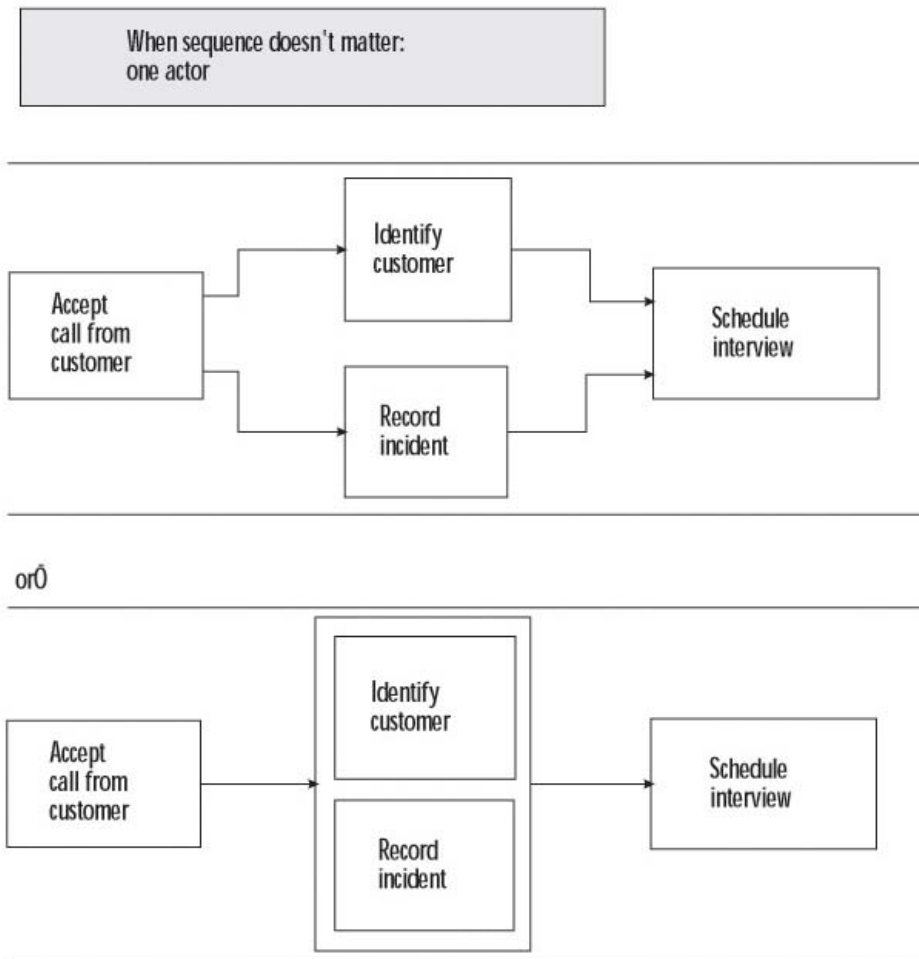 When sequence doesn't matter:
one actor
Identify
customer
Accept
call from
customer
Schedule
interview
Record
incident
orÓ
Identify
customer
Accept
call from
customer
Schedule
interview
Record
incident